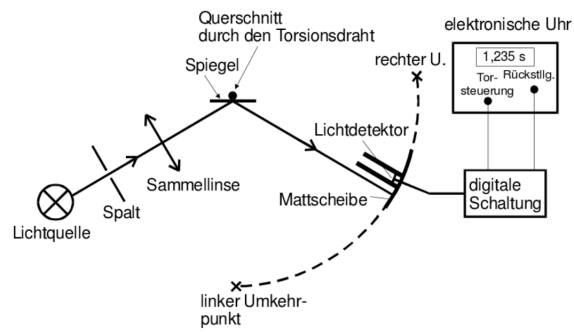 Querschnitt
durch den Torsionsdraht
Spiegel
elektronische Uhr
rechter U.
1,235 s
Tor-
steuerung
Rückstllg.
Lichtdetektor
Sammellinse
Mattscheibe
digitale
Schaltung
Spalt
Lichtquelle
linker Umkehr-
punkt